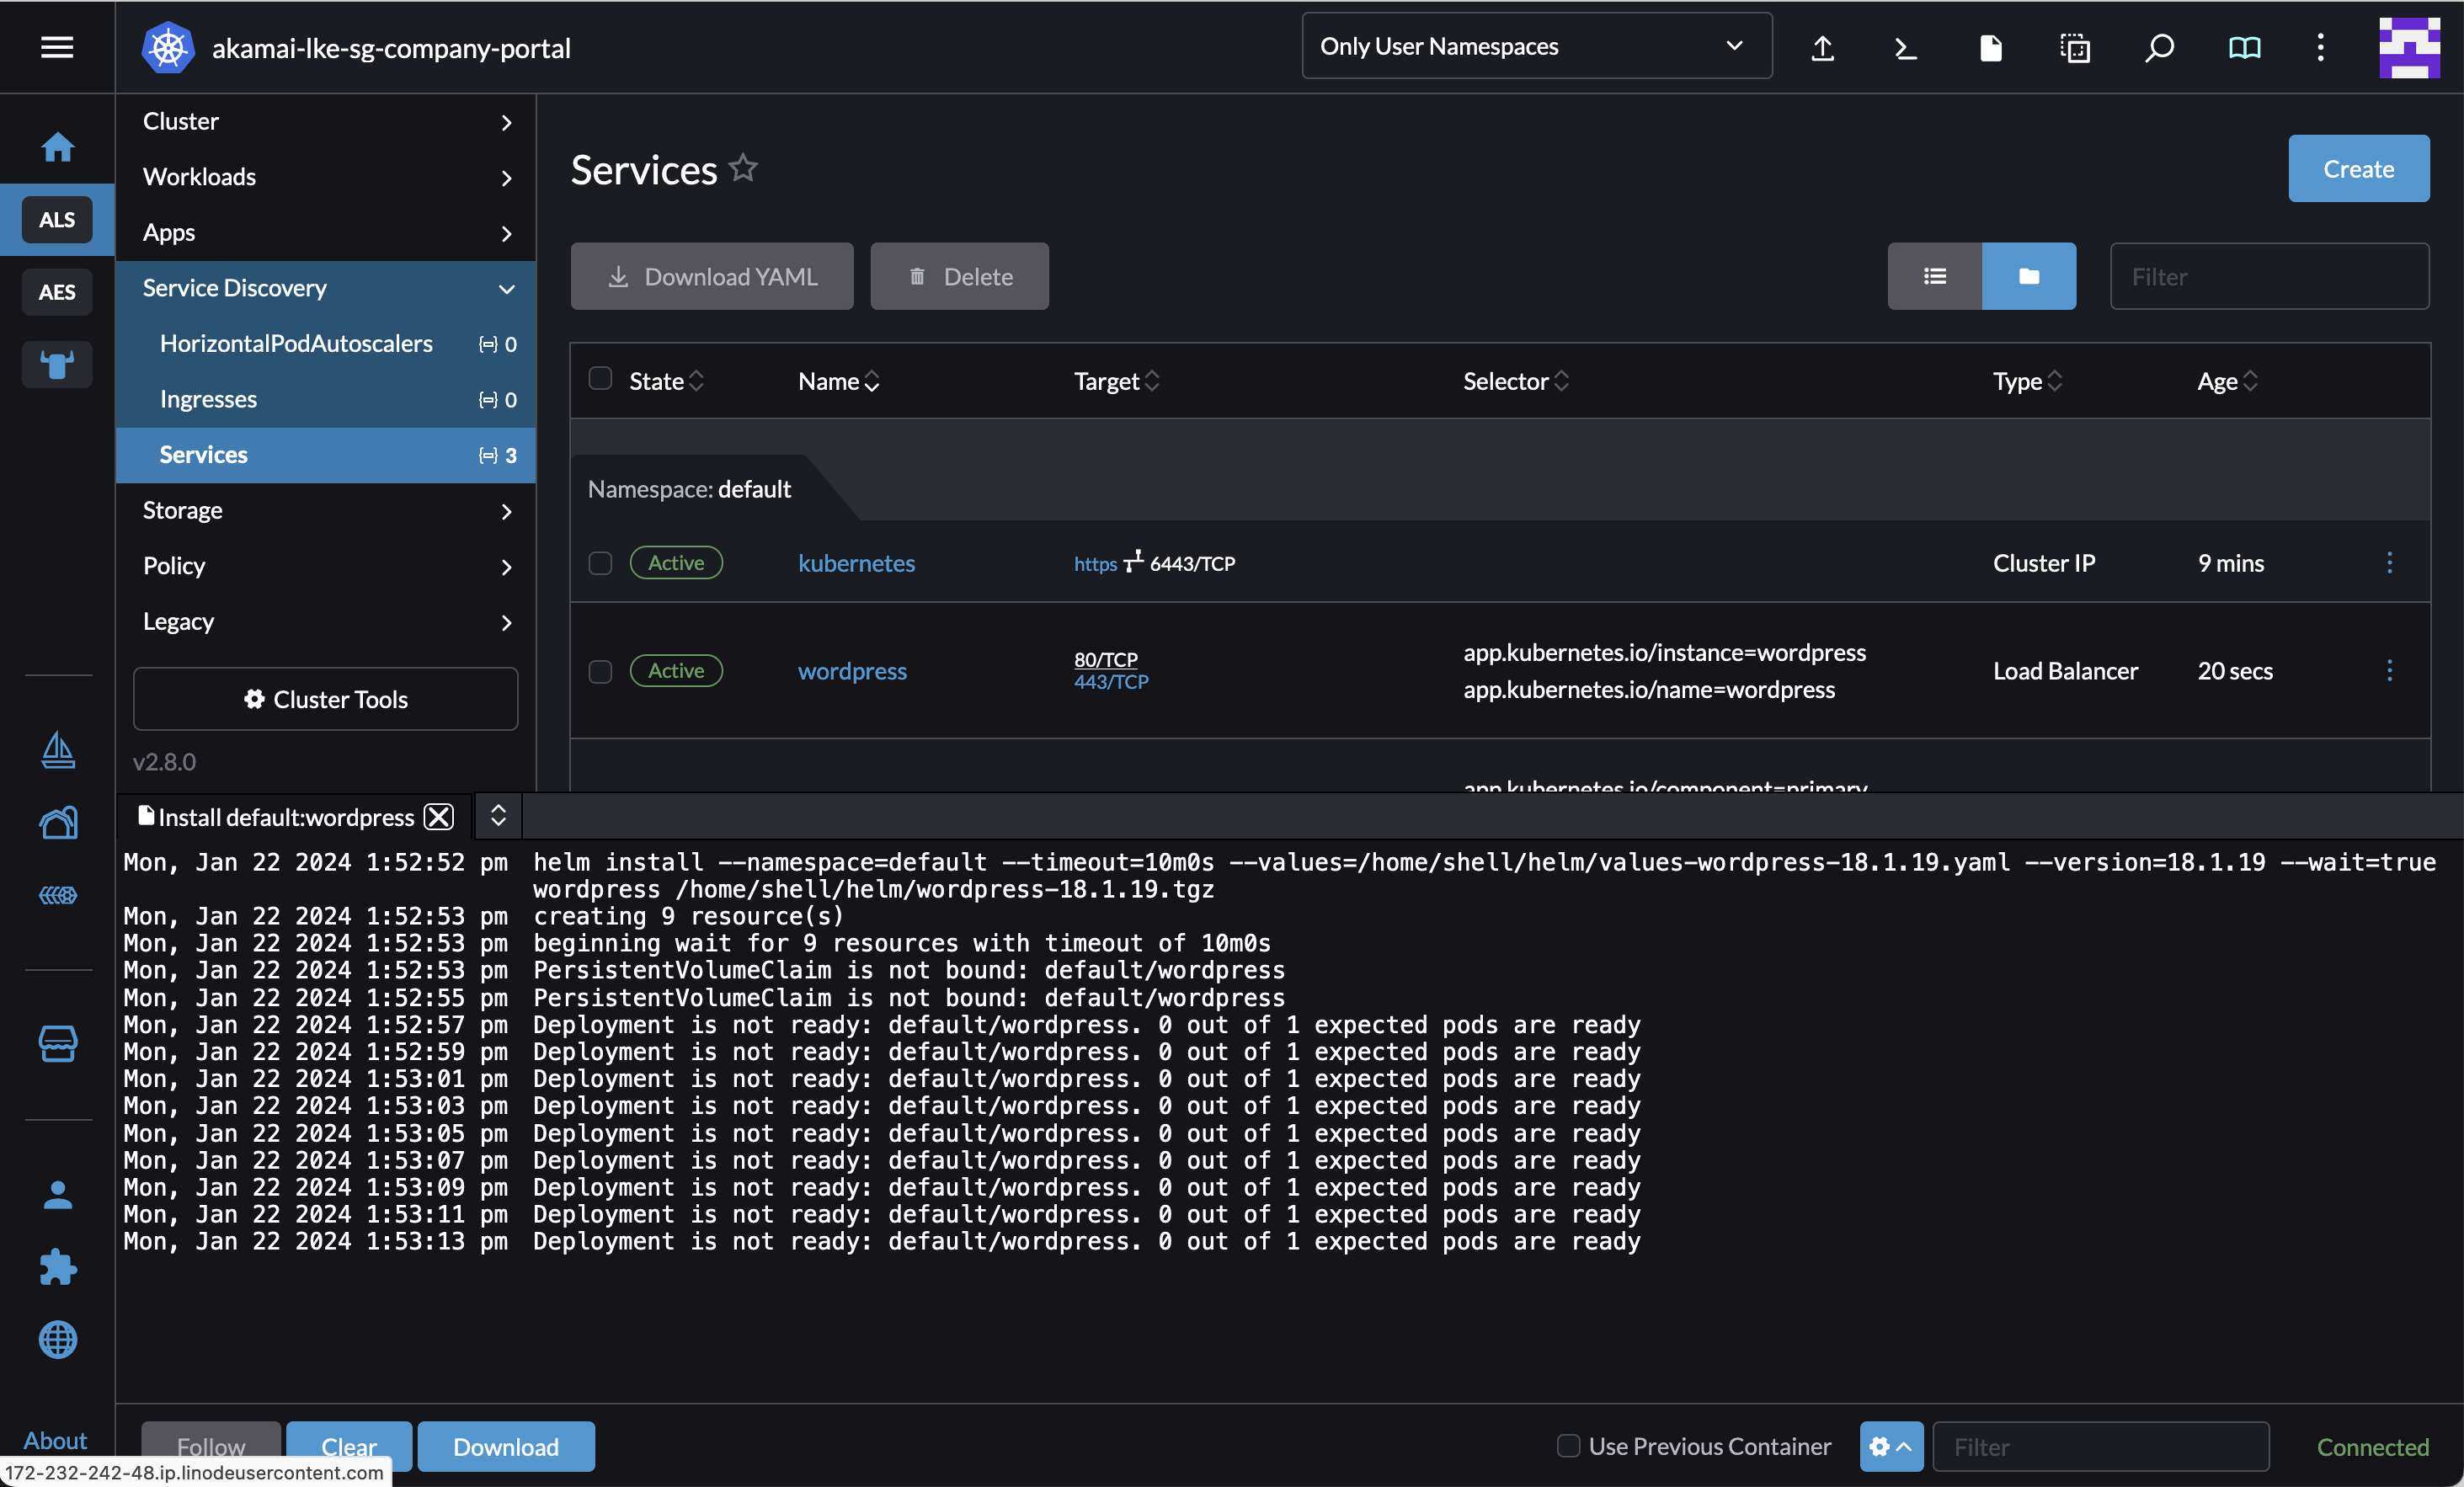 akamai-lke-sg-company-portal
Only User Namespaces
ALS
AES
About
Cluster
Workloads
Apps
Service Discovery
HorizontalPodAutoscalers 0
Ingresses 0
Services 3
Storage
Policy
Legacy
Cluster Tools
v2.8.0
Services
Create
Download YAML
Delete
Filter
State Name Target Selector Type Age
Namespace: default
Active kubernetes https 6443/TCP Cluster IP 9 mins
Active wordpress 80/TCP
443/TCP
app.kubernetes.io/instance=wordpress
app.kubernetes.io/name=wordpress
Load Balancer 20 secs
app.kubernetes.io/component=primary
Install default:wordpress
Mon, Jan 22 2024 1:52:52 pm helm install --namespace=default --timeout=10m0s --values=/home/shell/helm/values-wordpress-18.1.19.yaml --version=18.1.19 --wait=true
wordpress /home/shell/helm/wordpress-18.1.19.tgz
Mon, Jan 22 2024 1:52:53 pm creating 9 resource(s)
Mon, Jan 22 2024 1:52:53 pm beginning wait for 9 resources with timeout of 10m0s
Mon, Jan 22 2024 1:52:53 pm PersistentVolumeClaim is not bound: default/wordpress
Mon, Jan 22 2024 1:52:55 pm PersistentVolumeClaim is not bound: default/wordpress
Mon, Jan 22 2024 1:52:57 pm Deployment is not ready: default/wordpress. 0 out of 1 expected pods are ready
Mon, Jan 22 2024 1:52:59 pm Deployment is not ready: default/wordpress. 0 out of 1 expected pods are ready
Mon, Jan 22 2024 1:53:01 pm Deployment is not ready: default/wordpress. 0 out of 1 expected pods are ready
Mon, Jan 22 2024 1:53:03 pm Deployment is not ready: default/wordpress. 0 out of 1 expected pods are ready
Mon, Jan 22 2024 1:53:05 pm Deployment is not ready: default/wordpress. 0 out of 1 expected pods are ready
Mon, Jan 22 2024 1:53:07 pm Deployment is not ready: default/wordpress. 0 out of 1 expected pods are ready
Mon, Jan 22 2024 1:53:09 pm Deployment is not ready: default/wordpress. 0 out of 1 expected pods are ready
Mon, Jan 22 2024 1:53:11 pm Deployment is not ready: default/wordpress. 0 out of 1 expected pods are ready
Mon, Jan 22 2024 1:53:13 pm Deployment is not ready: default/wordpress. 0 out of 1 expected pods are ready
Follow
Clear
Download
Use Previous Container
Filter
Connected
172-232-242-48.ip.linodeusercontent.com